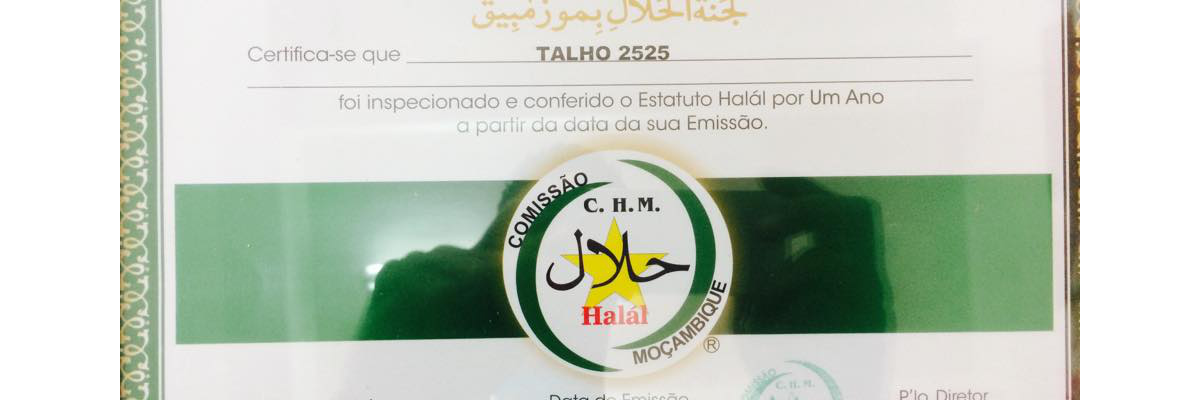 لجنة الحلال بموزمبيق
Certifica-se que TALHO 2525
foi inspecionado e conferido o Estatuto Halál por Um Ano
a partir da data da sua Emissão.
COMISSÃO
C. H. M.
حلال
Halál
MOÇAMBIQUE
®
Data de Emissão
C. H. M.
P'lo Diretor